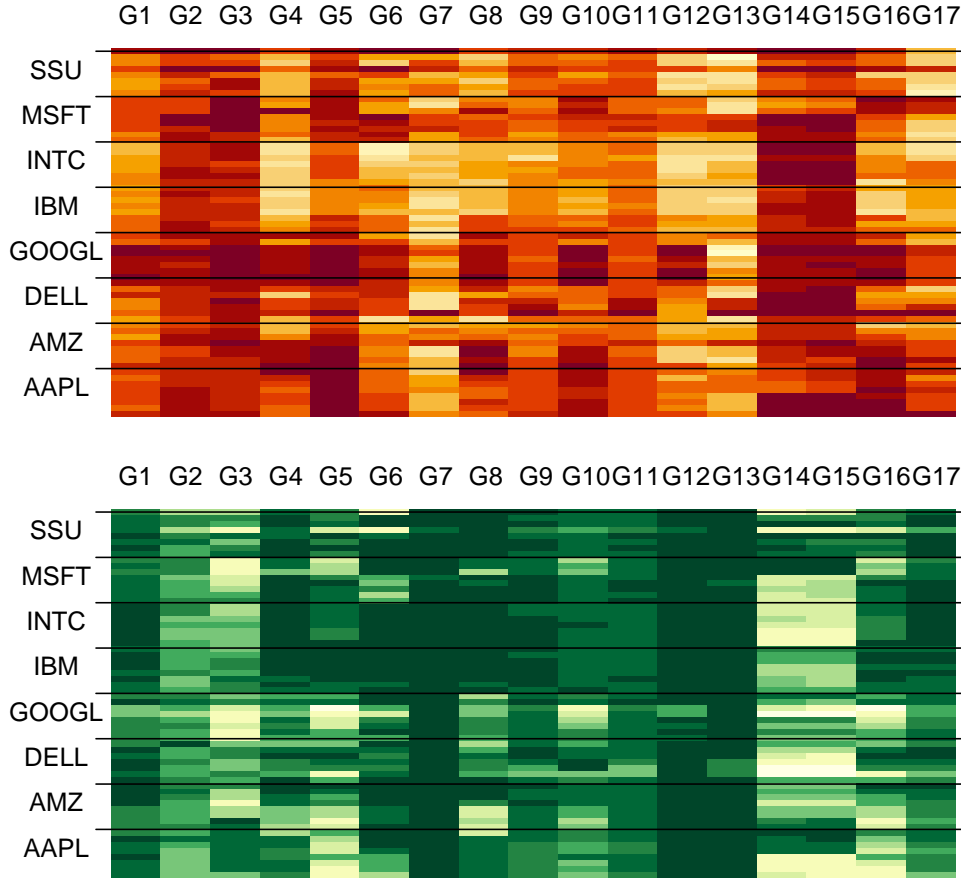 G1 G2 G3 G4 G5 G6 G7 G8 G9 G10 G11 G12 G13 G14 G15 G16 G17
SSU
MSFT
INTC
IBM
GOOGL
DELL
AMZ
AAPL
G1 G2 G3 G4 G5 G6 G7 G8 G9 G10 G11 G12 G13 G14 G15 G16 G17
SSU
MSFT
INTC
IBM
GOOGL
DELL
AMZ
AAPL